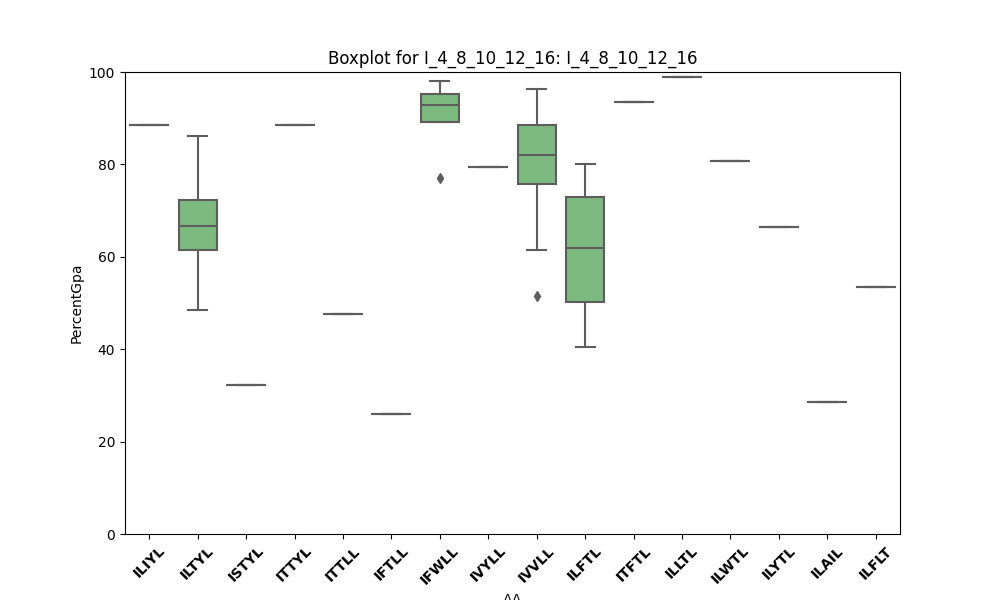 Boxplot for I_4_8_10_12_16: I_4_8_10_12_16
100
80
60
40
20
0
PercentGpa
ILIYL
ILTYL
ISTYL
ITTYL
ITTLL
IFTLL
IFWLL
IVYLL
IVVLL
ILFTL
ITFTL
ILLTL
ILWTL
ILYTL
ILAIL
ILFLT
AA